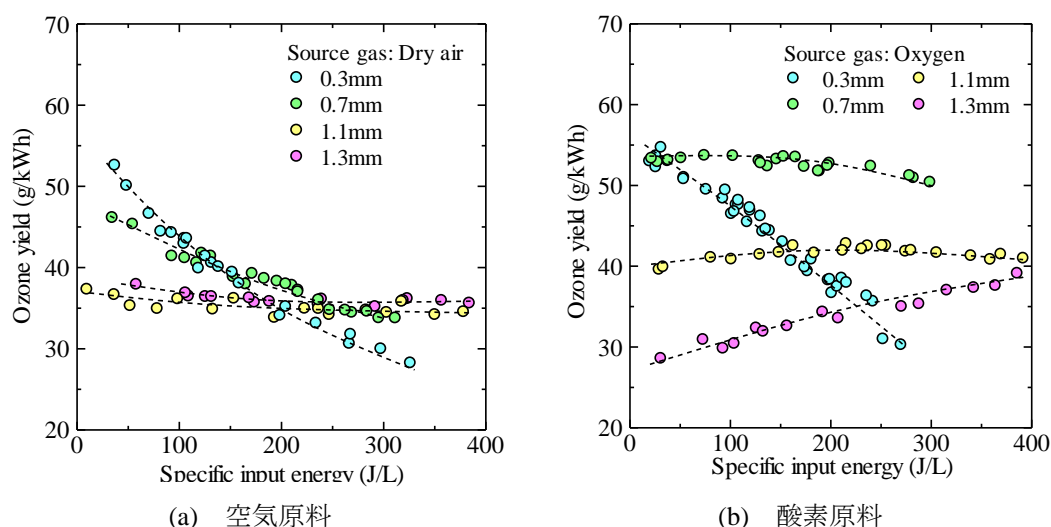 (a)
70
60
50
40
30
20
0 100 200 300 400
Ozone yield (g/kWh)
Specific input energy (J/L)
Source gas: Dry air
0.3mm
0.7mm
1.1mm
1.3mm
(a) 空気原料
(b)
70
60
50
40
30
20
0 100 200 300 400
Ozone yield (g/kWh)
Specific input energy (J/L)
Source gas: Oxygen
0.3mm 1.1mm
0.7mm 1.3mm
(b) 酸素原料